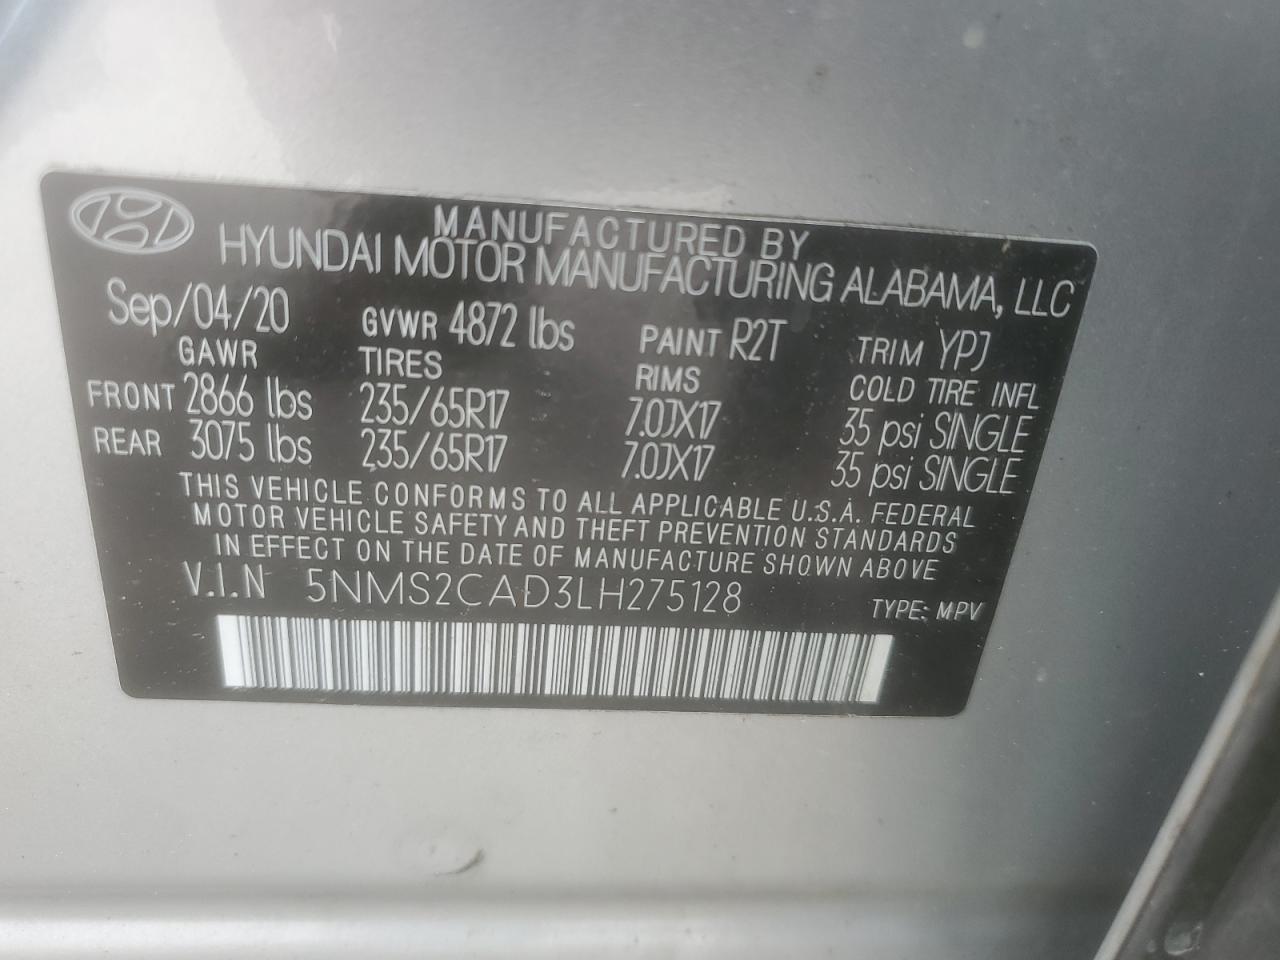 MANUFACTURED BY
HYUNDAI MOTOR MANUFACTURING ALABAMA, LLC
Sep/04/20 GVWR 4872 lbs PAINT R2T TRIM YPJ
GAWR TIRES RIMS COLD TIRE INFL
FRONT 2866 lbs 235/65R17 7.0JX17 35 psi SINGLE
REAR 3075 lbs 235/65R17 7.0JX17 35 psi SINGLE
THIS VEHICLE CONFORMS TO ALL APPLICABLE U.S.A. FEDERAL
MOTOR VEHICLE SAFETY AND THEFT PREVENTION STANDARDS
IN EFFECT ON THE DATE OF MANUFACTURE SHOWN ABOVE
V.I.N 5NMS2CAD3LH275128 TYPE: MPV